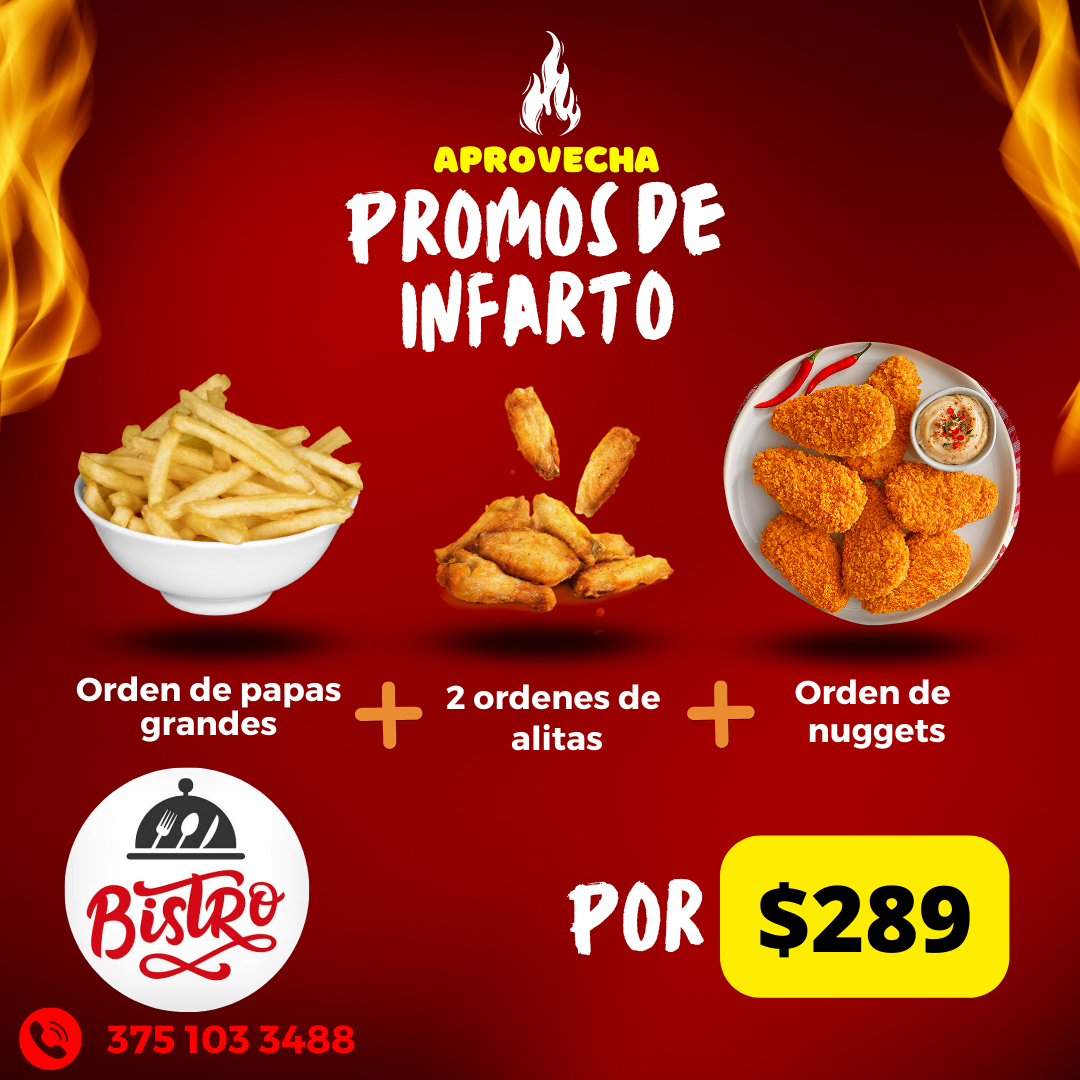 APROVECHA
PROMOS DE
INFARTO
Orden de papas
grandes
+
2 ordenes de
alitas
+
Orden de
nuggets
Bistro
POR $289
375 103 3488